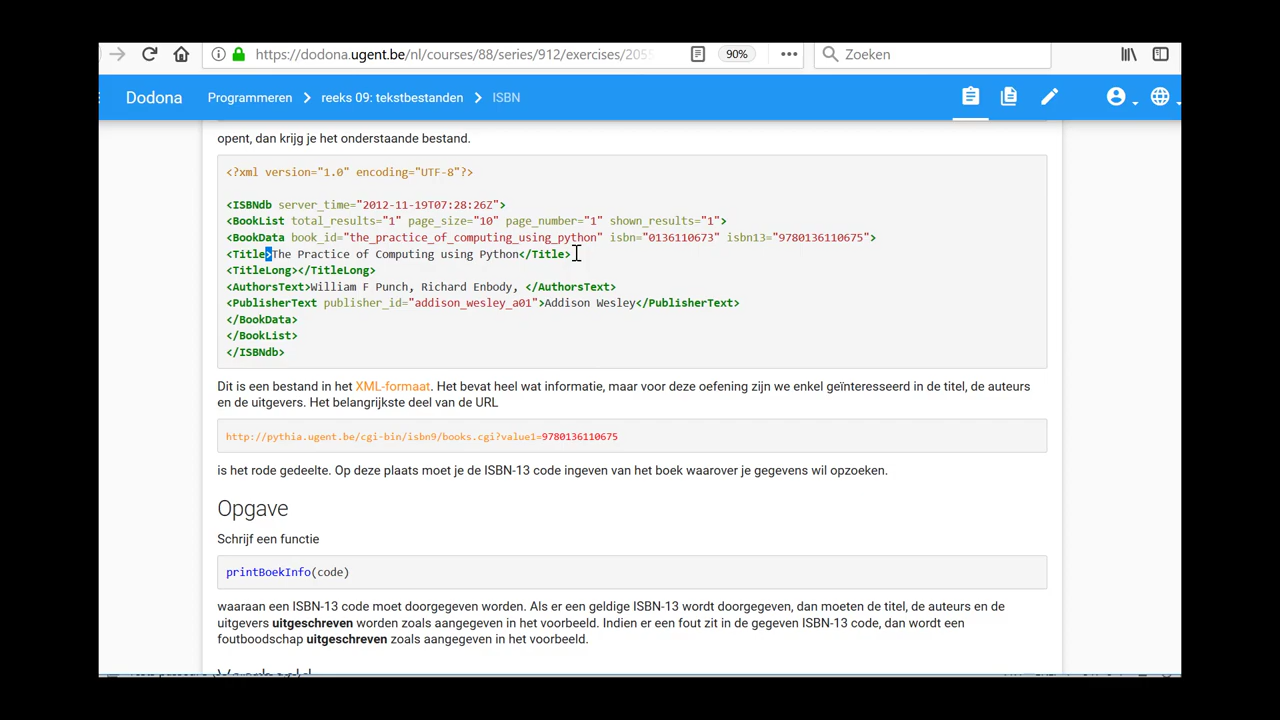 https://dodona.ugent.be/nl/courses/88/series/912/exercises/2055
90%
Zoeken
Dodona
Programmeren
reeks 09: tekstbestanden
ISBN
opent, dan krijg je het onderstaande bestand.
<?xml version="1.0" encoding="UTF-8"?>
<ISBNdb server_time="2012-11-19T07:28:26Z">
<BookList total_results="1" page_size="10" page_number="1" shown_results="1">
<BookData book_id="the_practice_of_computing_using_python" isbn="0136110673" isbn13="9780136110675">
<Title>The Practice of Computing using Python</Title>
<TitleLong></TitleLong>
<AuthorsText>William F Punch, Richard Enbody, </AuthorsText>
<PublisherText publisher_id="addison_wesley_a01">Addison Wesley</PublisherText>
</BookData>
</BookList>
</ISBNdb>
Dit is een bestand in het XML-formaat. Het bevat heel wat informatie, maar voor deze oefening zijn we enkel geïnteresseerd in de titel, de auteurs
en de uitgevers. Het belangrijkste deel van de URL
http://pythia.ugent.be/cgi-bin/isbn9/books.cgi?value1=9780136110675
is het rode gedeelte. Op deze plaats moet je de ISBN-13 code ingeven van het boek waarover je gegevens wil opzoeken.
Opgave
Schrijf een functie
printBoekInfo(code)
waaraan een ISBN-13 code moet doorgegeven worden. Als er een geldige ISBN-13 wordt doorgegeven, dan moeten de titel, de auteurs en de
uitgevers uitgeschreven worden zoals aangegeven in het voorbeeld. Indien er een fout zit in de gegeven ISBN-13 code, dan wordt een
foutboodschap uitgeschreven zoals aangegeven in het voorbeeld.